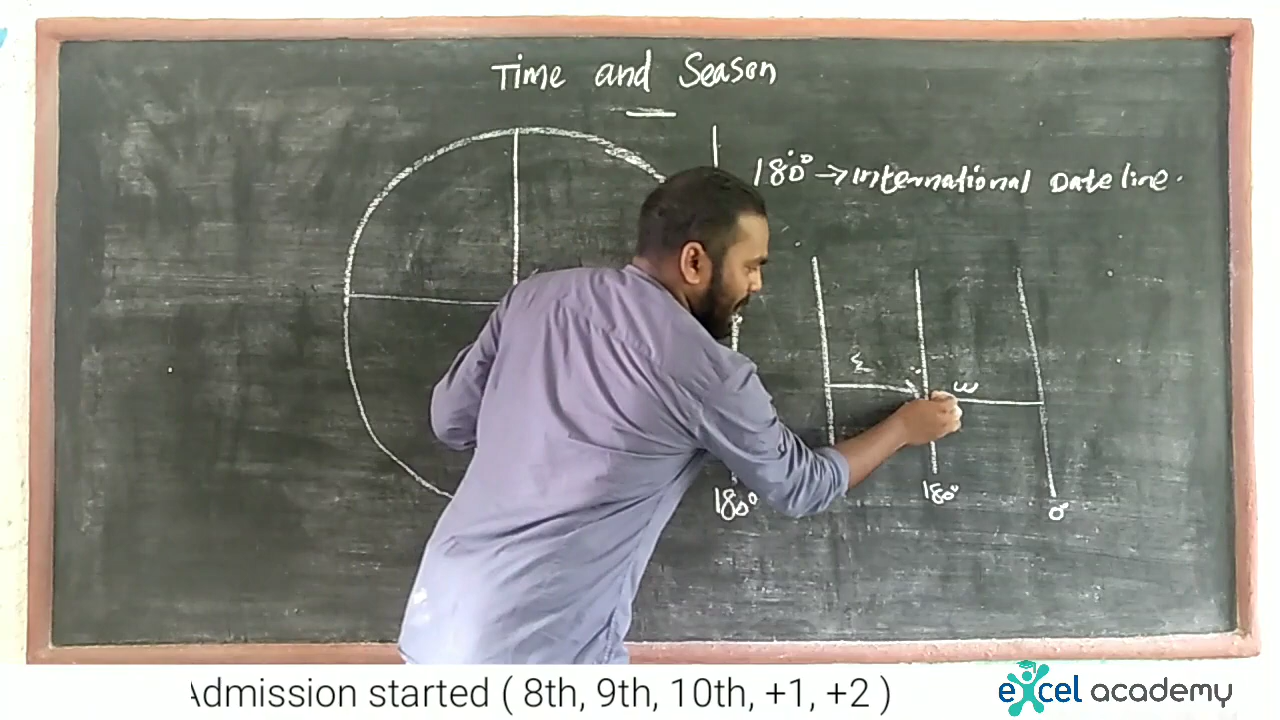 Time and Season
180° → International Date line.
E
W
180°
180°
0°
Admission started ( 8th, 9th, 10th, +1, +2 )
excel academy